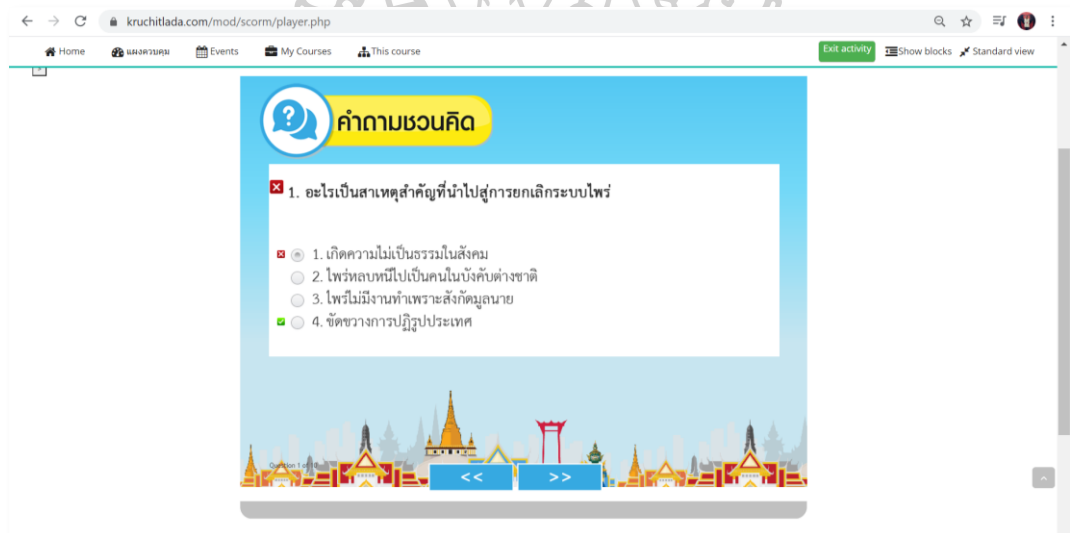 kruchitlada.com/mod/scorm/player.php
Home แผงควบคุม Events My Courses This course Exit activity Show blocks Standard view
คำถามชวนคิด
1. อะไรเป็นสาเหตุสำคัญที่นำไปสู่การยกเลิกระบบไพร่
1. เกิดความไม่เป็นธรรมในสังคม
2. ไพร่หลบหนีไปเป็นคนในบังคับต่างชาติ
3. ไพร่ไม่มีงานทำเพราะสังกัดมูลนาย
4. ขัดขวางการปฏิรูปประเทศ
Question 1 of 10
<< >>